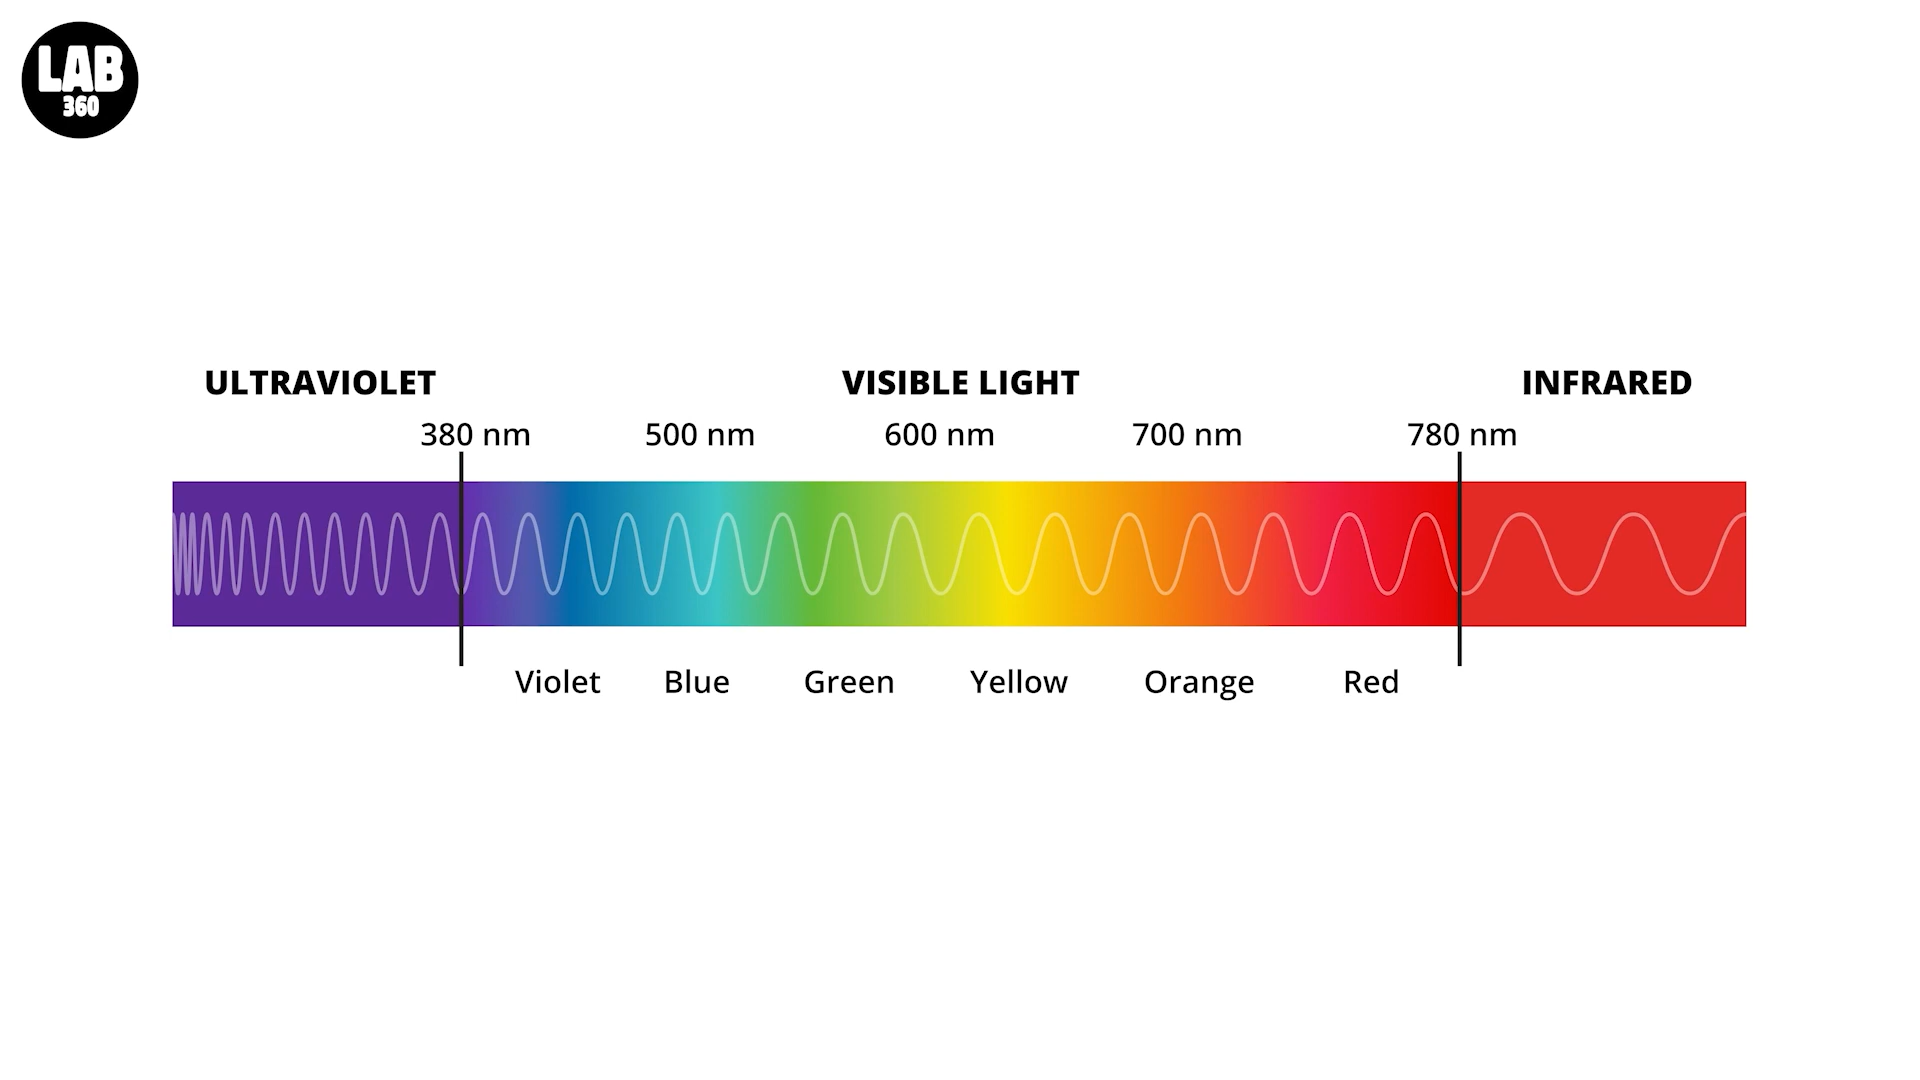 LAB
360
ULTRAVIOLET VISIBLE LIGHT INFRARED
380 nm 500 nm 600 nm 700 nm 780 nm
Violet Blue Green Yellow Orange Red